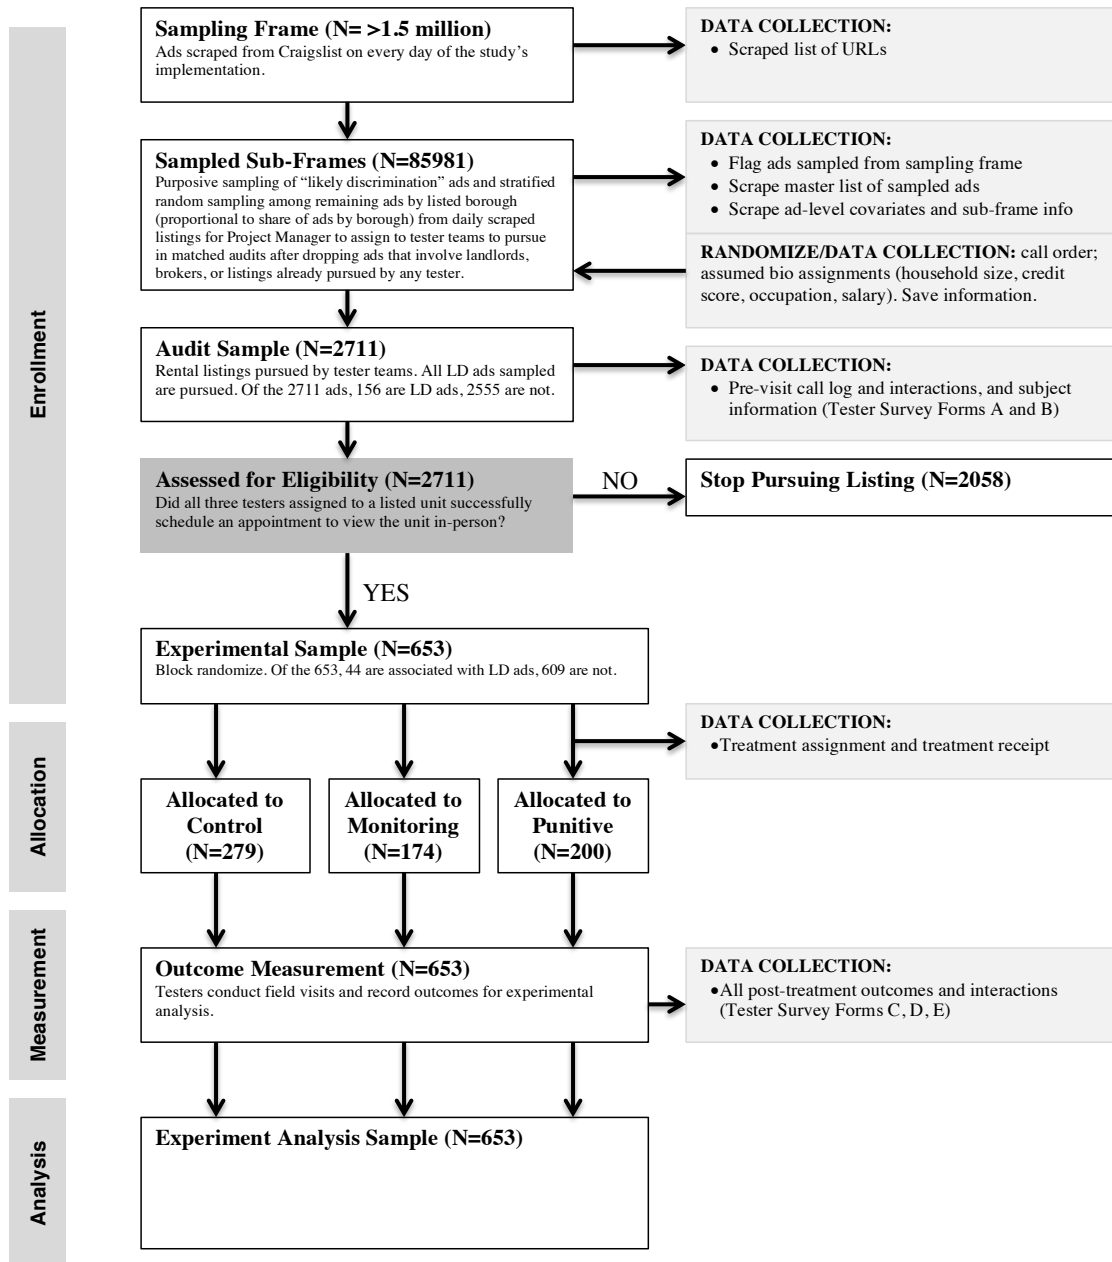 Enrollment
Sampling Frame (N= >1.5 million)
Ads scraped from Craigslist on every day of the study's
implementation.
DATA COLLECTION:
• Scraped list of URLs
Sampled Sub-Frames (N=85981)
Purposive sampling of “likely discrimination” ads and stratified
random sampling among remaining ads by listed borough
(proportional to share of ads by borough) from daily scraped
listings for Project Manager to assign to tester teams to pursue
in matched audits after dropping ads that involve landlords,
brokers, or listings already pursued by any tester.
DATA COLLECTION:
• Flag ads sampled from sampling frame
• Scrape master list of sampled ads
• Scrape ad-level covariates and sub-frame info
RANDOMIZE/DATA COLLECTION: call order;
assumed bio assignments (household size, credit
score, occupation, salary). Save information.
Audit Sample (N=2711)
Rental listings pursued by tester teams. All LD ads sampled
are pursued. Of the 2711 ads, 156 are LD ads, 2555 are not.
DATA COLLECTION:
• Pre-visit call log and interactions, and subject
information (Tester Survey Forms A and B)
Assessed for Eligibility (N=2711)
Did all three testers assigned to a listed unit successfully
schedule an appointment to view the unit in-person?
NO
Stop Pursuing Listing (N=2058)
YES
Experimental Sample (N=653)
Block randomize. Of the 653, 44 are associated with LD ads, 609 are not.
Allocation
DATA COLLECTION:
•Treatment assignment and treatment receipt
Allocated to
Control
(N=279)
Allocated to
Monitoring
(N=174)
Allocated to
Punitive
(N=200)
Measurement
Outcome Measurement (N=653)
Testers conduct field visits and record outcomes for experimental
analysis.
DATA COLLECTION:
•All post-treatment outcomes and interactions
(Tester Survey Forms C, D, E)
Analysis
Experiment Analysis Sample (N=653)